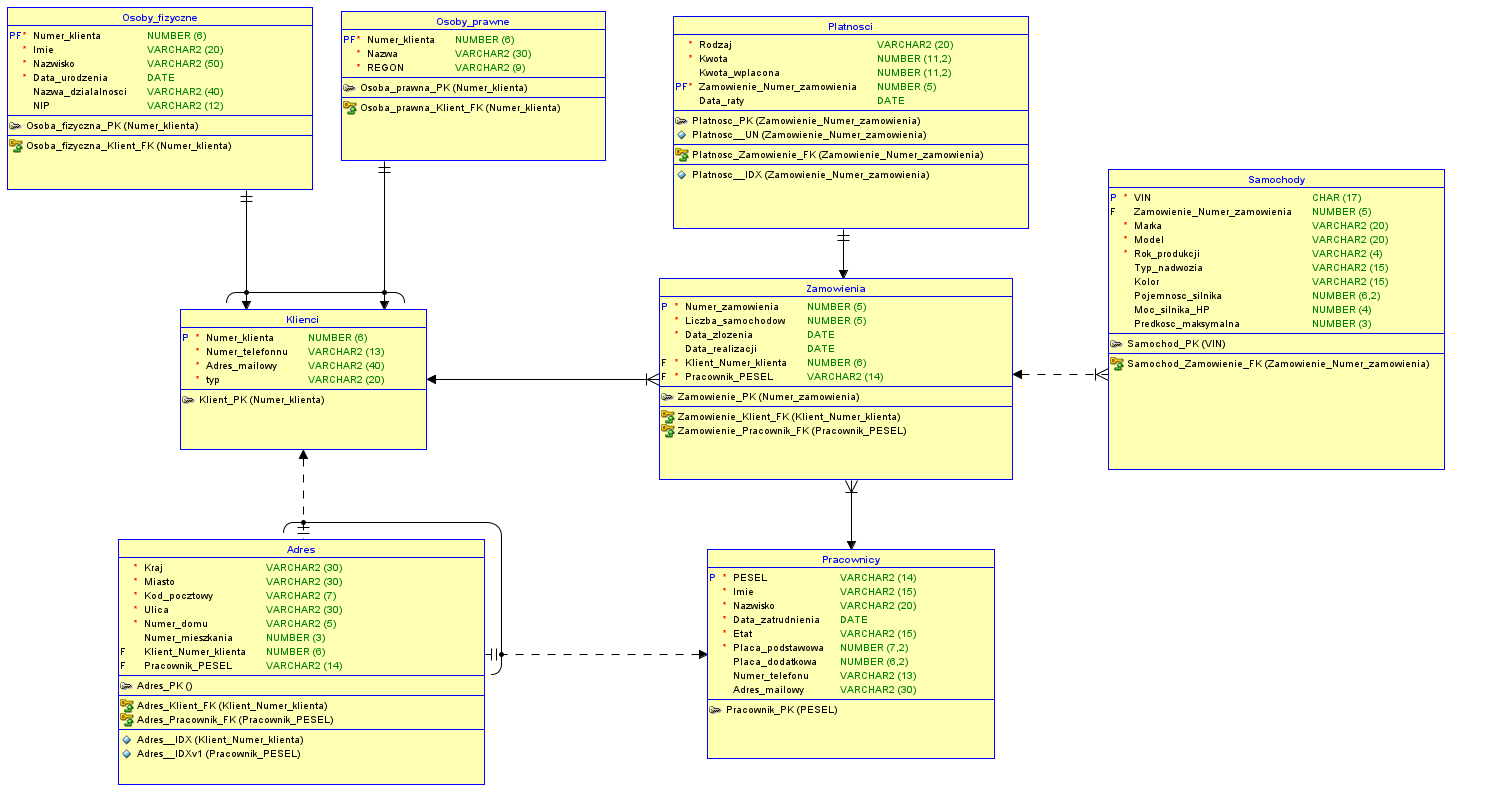 Osoby_fizyczne
PF* Numer_klienta NUMBER (6)
* Imie VARCHAR2 (20)
* Nazwisko VARCHAR2 (50)
* Data_urodzenia DATE
Nazwa_dzialalnosci VARCHAR2 (40)
NIP VARCHAR2 (12)
Osoba_fizyczna_PK (Numer_klienta)
Osoba_fizyczna_Klient_FK (Numer_klienta)
Osoby_prawne
PF* Numer_klienta NUMBER (6)
* Nazwa VARCHAR2 (30)
* REGON VARCHAR2 (9)
Osoba_prawna_PK (Numer_klienta)
Osoba_prawna_Klient_FK (Numer_klienta)
Platnosci
* Rodzaj VARCHAR2 (20)
* Kwota NUMBER (11,2)
Kwota_wplacona NUMBER (11,2)
PF* Zamowienie_Numer_zamowienia NUMBER (5)
Data_raty DATE
Platnosc_PK (Zamowienie_Numer_zamowienia)
Platnosc__UN (Zamowienie_Numer_zamowienia)
Platnosc_Zamowienie_FK (Zamowienie_Numer_zamowienia)
Platnosc__IDX (Zamowienie_Numer_zamowienia)
Samochody
P * VIN CHAR (17)
F Zamowienie_Numer_zamowienia NUMBER (5)
* Marka VARCHAR2 (20)
* Model VARCHAR2 (20)
* Rok_produkcji VARCHAR2 (4)
Typ_nadwozia VARCHAR2 (15)
Kolor VARCHAR2 (15)
Pojemnosc_silnika NUMBER (6,2)
Moc_silnika_HP NUMBER (4)
Predkosc_maksymalna NUMBER (3)
Samochod_PK (VIN)
Samochod_Zamowienie_FK (Zamowienie_Numer_zamowienia)
Klienci
P * Numer_klienta NUMBER (6)
* Numer_telefonnu VARCHAR2 (13)
* Adres_mailowy VARCHAR2 (40)
* typ VARCHAR2 (20)
Klient_PK (Numer_klienta)
Zamowienia
P * Numer_zamowienia NUMBER (5)
* Liczba_samochodow NUMBER (5)
* Data_zlozenia DATE
Data_realizacji DATE
F * Klient_Numer_klienta NUMBER (6)
F * Pracownik_PESEL VARCHAR2 (14)
Zamowienie_PK (Numer_zamowienia)
Zamowienie_Klient_FK (Klient_Numer_klienta)
Zamowienie_Pracownik_FK (Pracownik_PESEL)
Adres
* Kraj VARCHAR2 (30)
* Miasto VARCHAR2 (30)
* Kod_pocztowy VARCHAR2 (7)
* Ulica VARCHAR2 (30)
* Numer_domu VARCHAR2 (5)
Numer_mieszkania NUMBER (3)
F Klient_Numer_klienta NUMBER (6)
F Pracownik_PESEL VARCHAR2 (14)
Adres_PK ()
Adres_Klient_FK (Klient_Numer_klienta)
Adres_Pracownik_FK (Pracownik_PESEL)
Adres__IDX (Klient_Numer_klienta)
Adres__IDXv1 (Pracownik_PESEL)
Pracownicy
P * PESEL VARCHAR2 (14)
* Imie VARCHAR2 (15)
* Nazwisko VARCHAR2 (20)
* Data_zatrudnienia DATE
* Etat VARCHAR2 (15)
* Placa_podstawowa NUMBER (7,2)
Placa_dodatkowa NUMBER (6,2)
Numer_telefonu VARCHAR2 (13)
Adres_mailowy VARCHAR2 (30)
Pracownik_PK (PESEL)